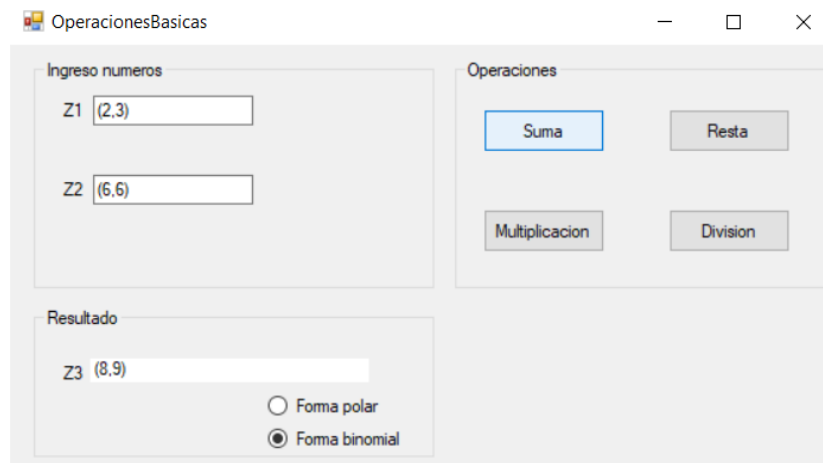 OperacionesBasicas
Ingreso numeros
Z1 (2,3)
Z2 (6,6)
Operaciones
Suma Resta
Multiplicacion Division
Resultado
Z3 (8,9)
Forma polar
Forma binomial